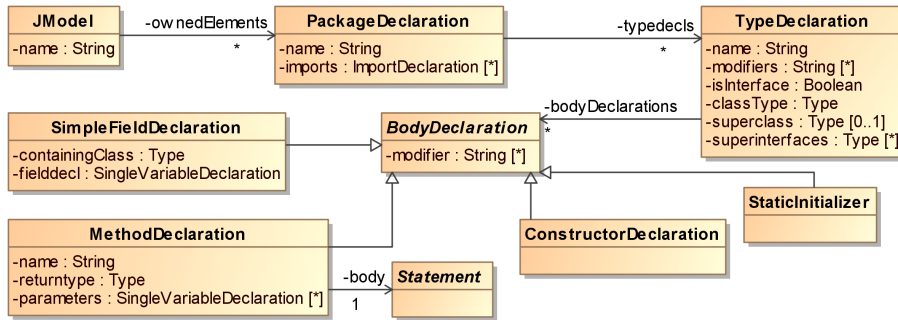 JModel
-name : String
-ownedElements
*
PackageDeclaration
-name : String
-imports : ImportDeclaration [*]
-typedecls
*
TypeDeclaration
-name : String
-modifiers : String [*]
-isInterface : Boolean
-classType : Type
-superclass : Type [0..1]
-superinterfaces : Type [*]
-bodyDeclarations
*
SimpleFieldDeclaration
-containingClass : Type
-fielddecl : SingleVariableDeclaration
BodyDeclaration
-modifier : String [*]
StaticInitializer
ConstructorDeclaration
MethodDeclaration
-name : String
-returntype : Type
-parameters : SingleVariableDeclaration [*]
-body
1
Statement